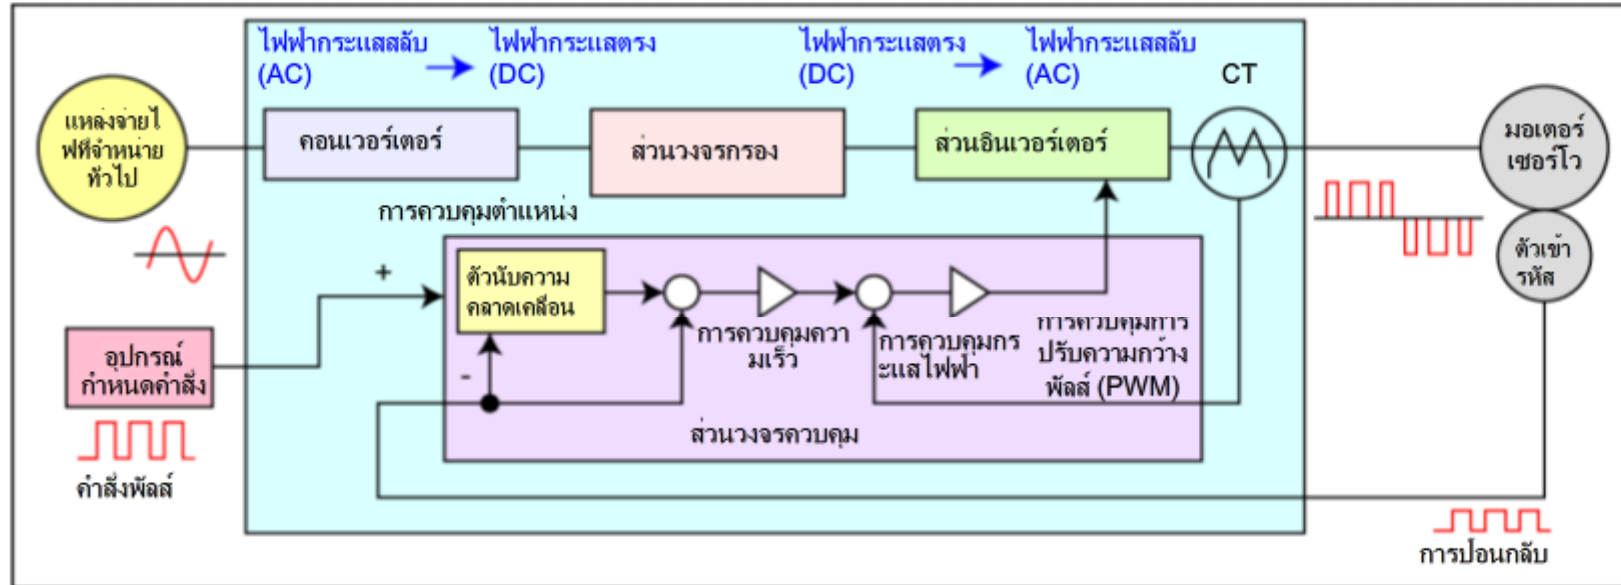 ไฟฟ้ากระแสสลับ
(AC)
ไฟฟ้ากระแสตรง
(DC)
ไฟฟ้ากระแสตรง
(DC)
ไฟฟ้ากระแสสลับ
(AC)
CT
แหล่งจ่ายไ
ฟที่จำหน่าย
ทั่วไป
คอนเวอร์เตอร์
ส่วนวงจรกรอง
ส่วนอินเวอร์เตอร์
มอเตอร์
เซอร์โว
ตัวเข้า
รหัส
การควบคุมตำแหน่ง
+
ตัวนับความ
คลาดเคลื่อน
-
การควบคุมควา
มเร็ว
การควบคุมกร
ะแสไฟฟ้า
การควบคุมการ
ปรับความกว้าง
พัลส์ (PWM)
ส่วนวงจรควบคุม
อุปกรณ์
กำหนดคำสั่ง
คำสั่งพัลส์
การป้อนกลับ